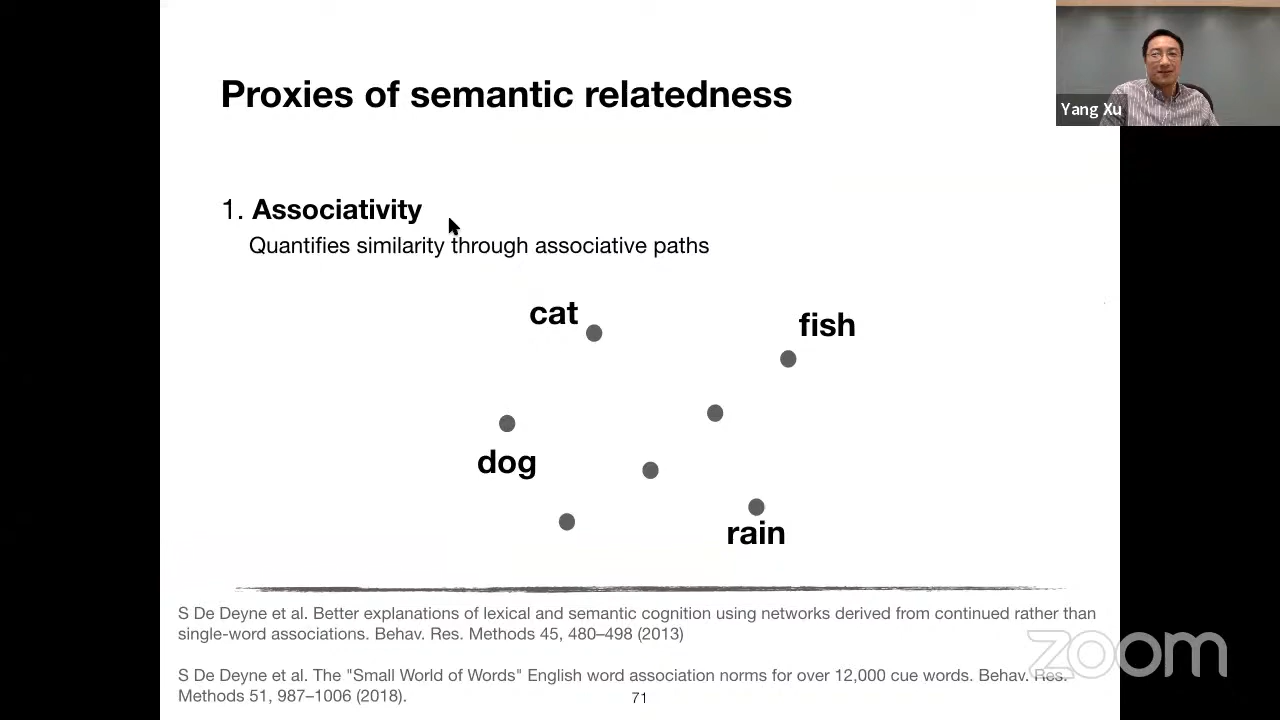 Proxies of semantic relatedness
Yang Xu
1. Associativity
Quantifies similarity through associative paths
cat
fish
dog
rain
S De Deyne et al. Better explanations of lexical and semantic cognition using networks derived from continued rather than
single-word associations. Behav. Res. Methods 45, 480–498 (2013)
S De Deyne et al. The "Small World of Words" English word association norms for over 12,000 cue words. Behav. Res.
Methods 51, 987–1006 (2018).
71
zoom